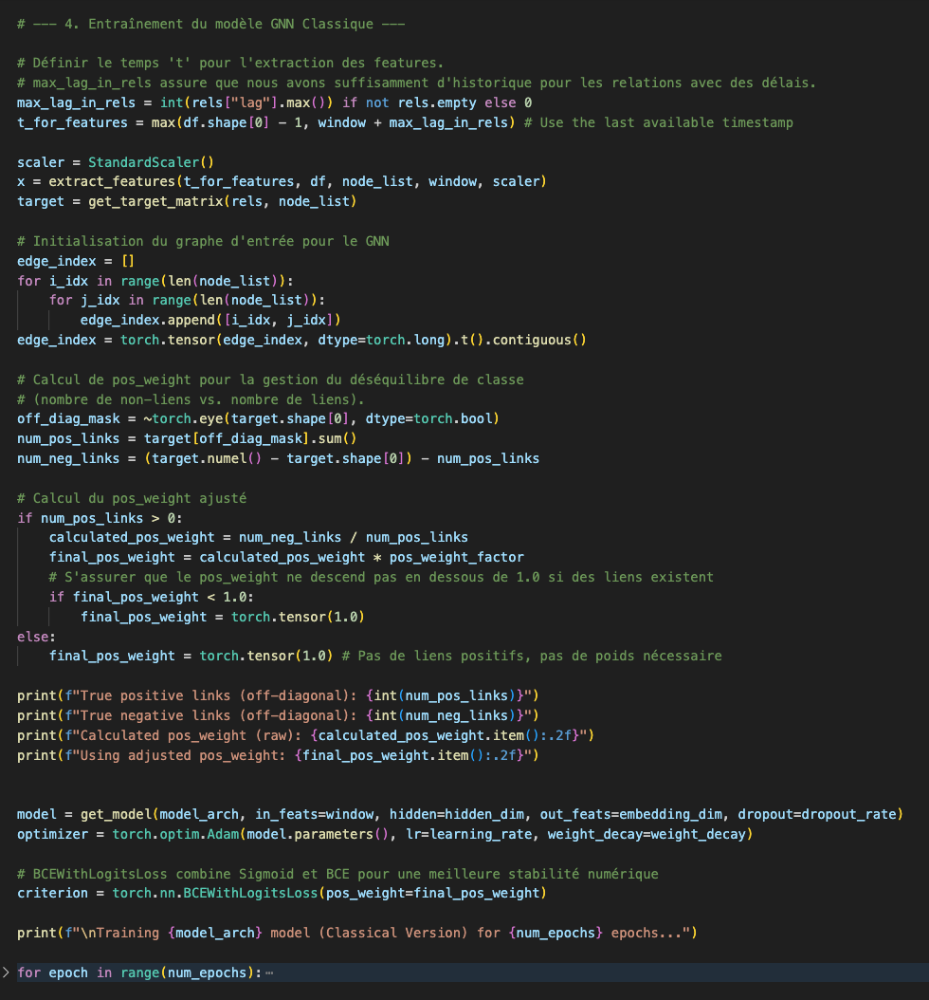 # --- 4. Entraînement du modèle GNN Classique ---
# Définir le temps 't' pour l'extraction des features.
# max_lag_in_rels assure que nous avons suffisamment d'historique pour les relations avec des délais.
max_lag_in_rels = int(rels["lag"].max()) if not rels.empty else 0
t_for_features = max(df.shape[0] - 1, window + max_lag_in_rels) # Use the last available timestamp
scaler = StandardScaler()
x = extract_features(t_for_features, df, node_list, window, scaler)
target = get_target_matrix(rels, node_list)
# Initialisation du graphe d'entrée pour le GNN
edge_index = []
for i_idx in range(len(node_list)):
    for j_idx in range(len(node_list)):
        edge_index.append([i_idx, j_idx])
edge_index = torch.tensor(edge_index, dtype=torch.long).t().contiguous()
# Calcul de pos_weight pour la gestion du déséquilibre de classe
# (nombre de non-liens vs. nombre de liens).
off_diag_mask = ~torch.eye(target.shape[0], dtype=torch.bool)
num_pos_links = target[off_diag_mask].sum()
num_neg_links = (target.numel() - target.shape[0]) - num_pos_links
# Calcul du pos_weight ajusté
if num_pos_links > 0:
    calculated_pos_weight = num_neg_links / num_pos_links
    final_pos_weight = calculated_pos_weight * pos_weight_factor
    # S'assurer que le pos_weight ne descend pas en dessous de 1.0 si des liens existent
    if final_pos_weight < 1.0:
        final_pos_weight = torch.tensor(1.0)
else:
    final_pos_weight = torch.tensor(1.0) # Pas de liens positifs, pas de poids nécessaire
print(f"True positive links (off-diagonal): {int(num_pos_links)}")
print(f"True negative links (off-diagonal): {int(num_neg_links)}")
print(f"Calculated pos_weight (raw): {calculated_pos_weight.item():.2f}")
print(f"Using adjusted pos_weight: {final_pos_weight.item():.2f}")
model = get_model(model_arch, in_feats=window, hidden=hidden_dim, out_feats=embedding_dim, dropout=dropout_rate)
optimizer = torch.optim.Adam(model.parameters(), lr=learning_rate, weight_decay=weight_decay)
# BCEWithLogitsLoss combine Sigmoid et BCE pour une meilleure stabilité numérique
criterion = torch.nn.BCEWithLogitsLoss(pos_weight=final_pos_weight)
print(f"\nTraining {model_arch} model (Classical Version) for {num_epochs} epochs...")
for epoch in range(num_epochs): ⋯